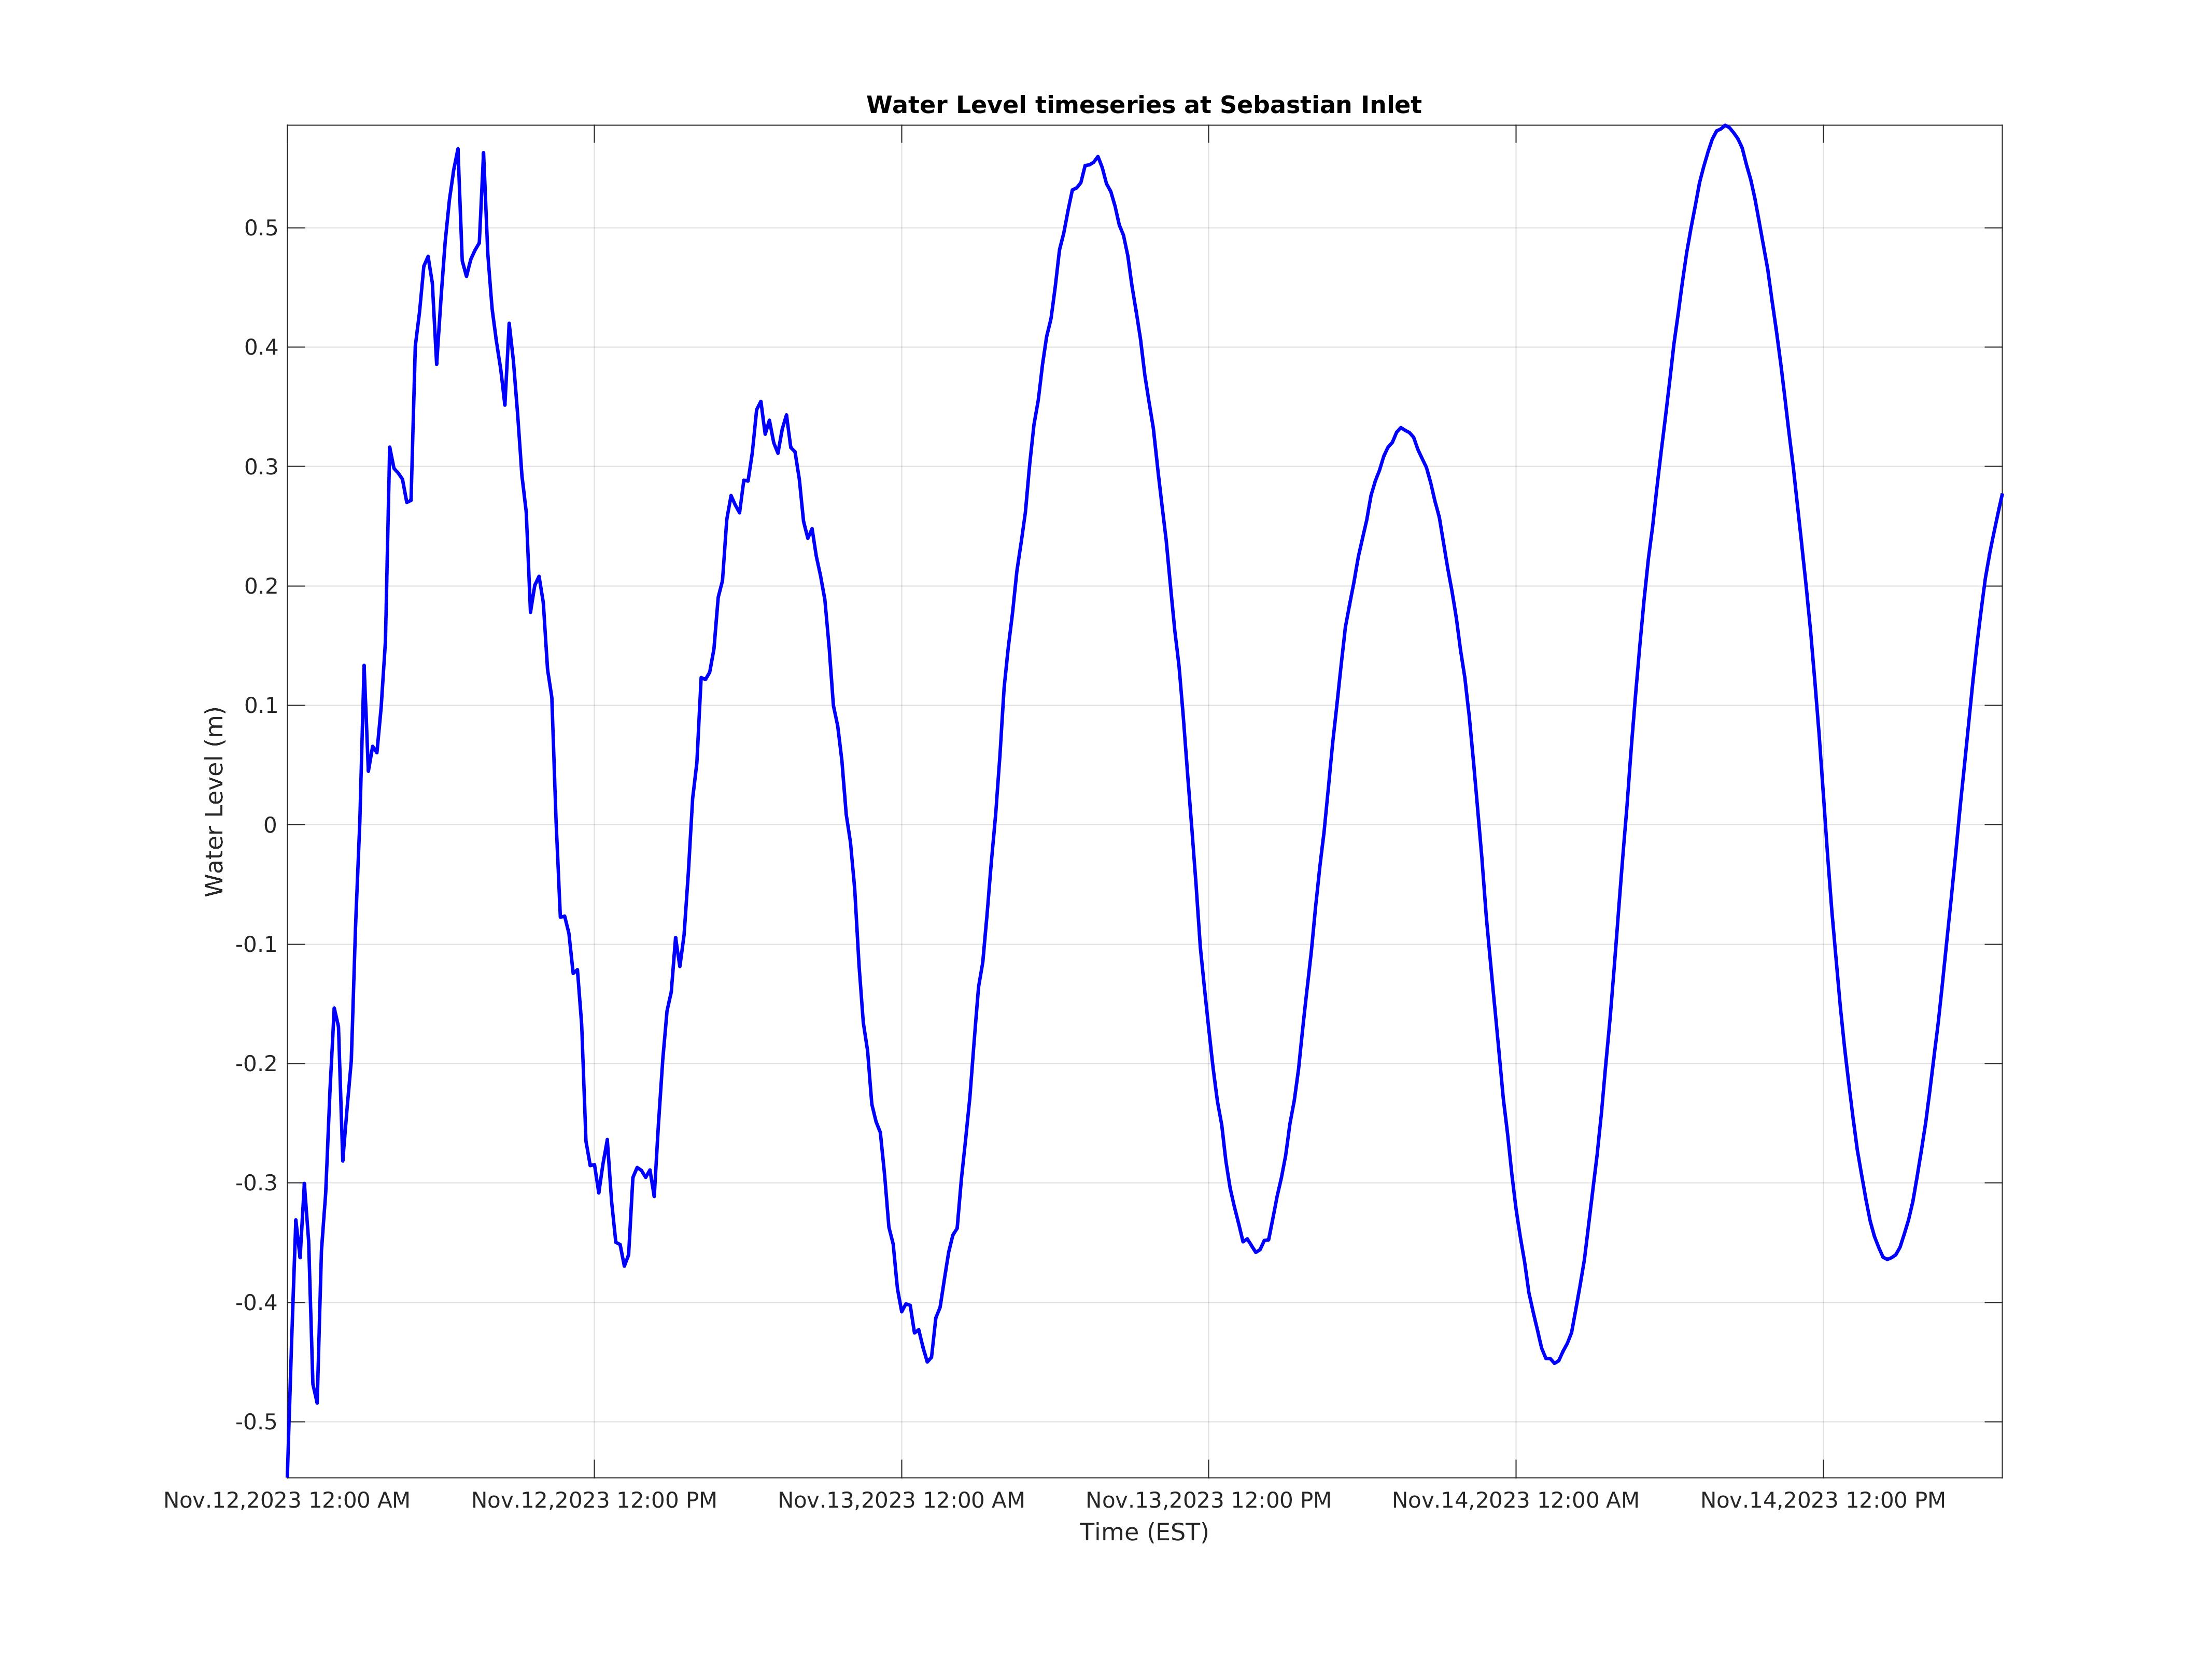 Water Level timeseries at Sebastian Inlet
0.5
0.4
0.3
0.2
0.1
0
-0.1
-0.2
-0.3
-0.4
-0.5
Water Level (m)
Nov.12,2023 12:00 AM
Nov.12,2023 12:00 PM
Nov.13,2023 12:00 AM
Nov.13,2023 12:00 PM
Nov.14,2023 12:00 AM
Nov.14,2023 12:00 PM
Time (EST)